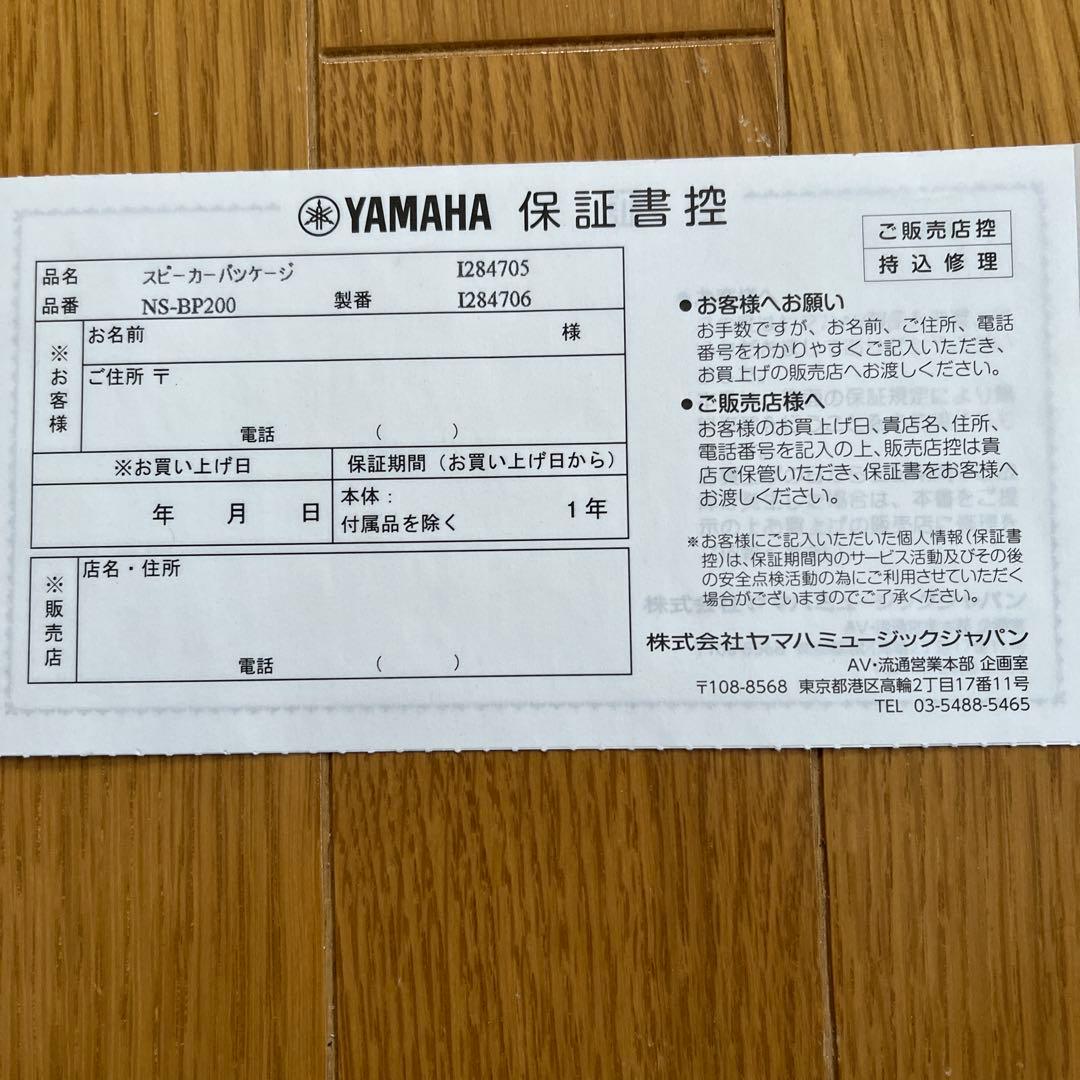 YAMAHA 保証書控
ご販売店控
持込修理
品名 スピーカーパッケージ I284705
品番 NS-BP200 製番 I284706
※お客様
お名前 様
ご住所 〒
電話 ( )
※お買い上げ日 保証期間(お買い上げ日から)
年 月 日
本体:
付属品を除く 1年
※販売店
店名・住所
電話 ( )
●お客様へお願い
お手数ですが、お名前、ご住所、電話
番号をわかりやすくご記入いただき、
お買上げの販売店へお渡しください。
●ご販売店様へ
お客様のお買上げ日、貴店名、住所、
電話番号を記入の上、販売店控は貴
店で保管いただき、保証書をお客様へ
お渡しください。
※お客様にご記入いただいた個人情報(保証書
控)は、保証期間内のサービス活動及びその後
の安全点検活動の為にご利用させていただく
場合がございますのでご了承ください。
株式会社ヤマハミュージックジャパン
AV・流通営業本部 企画室
〒108-8568 東京都港区高輪2丁目17番11号
TEL 03-5488-5465